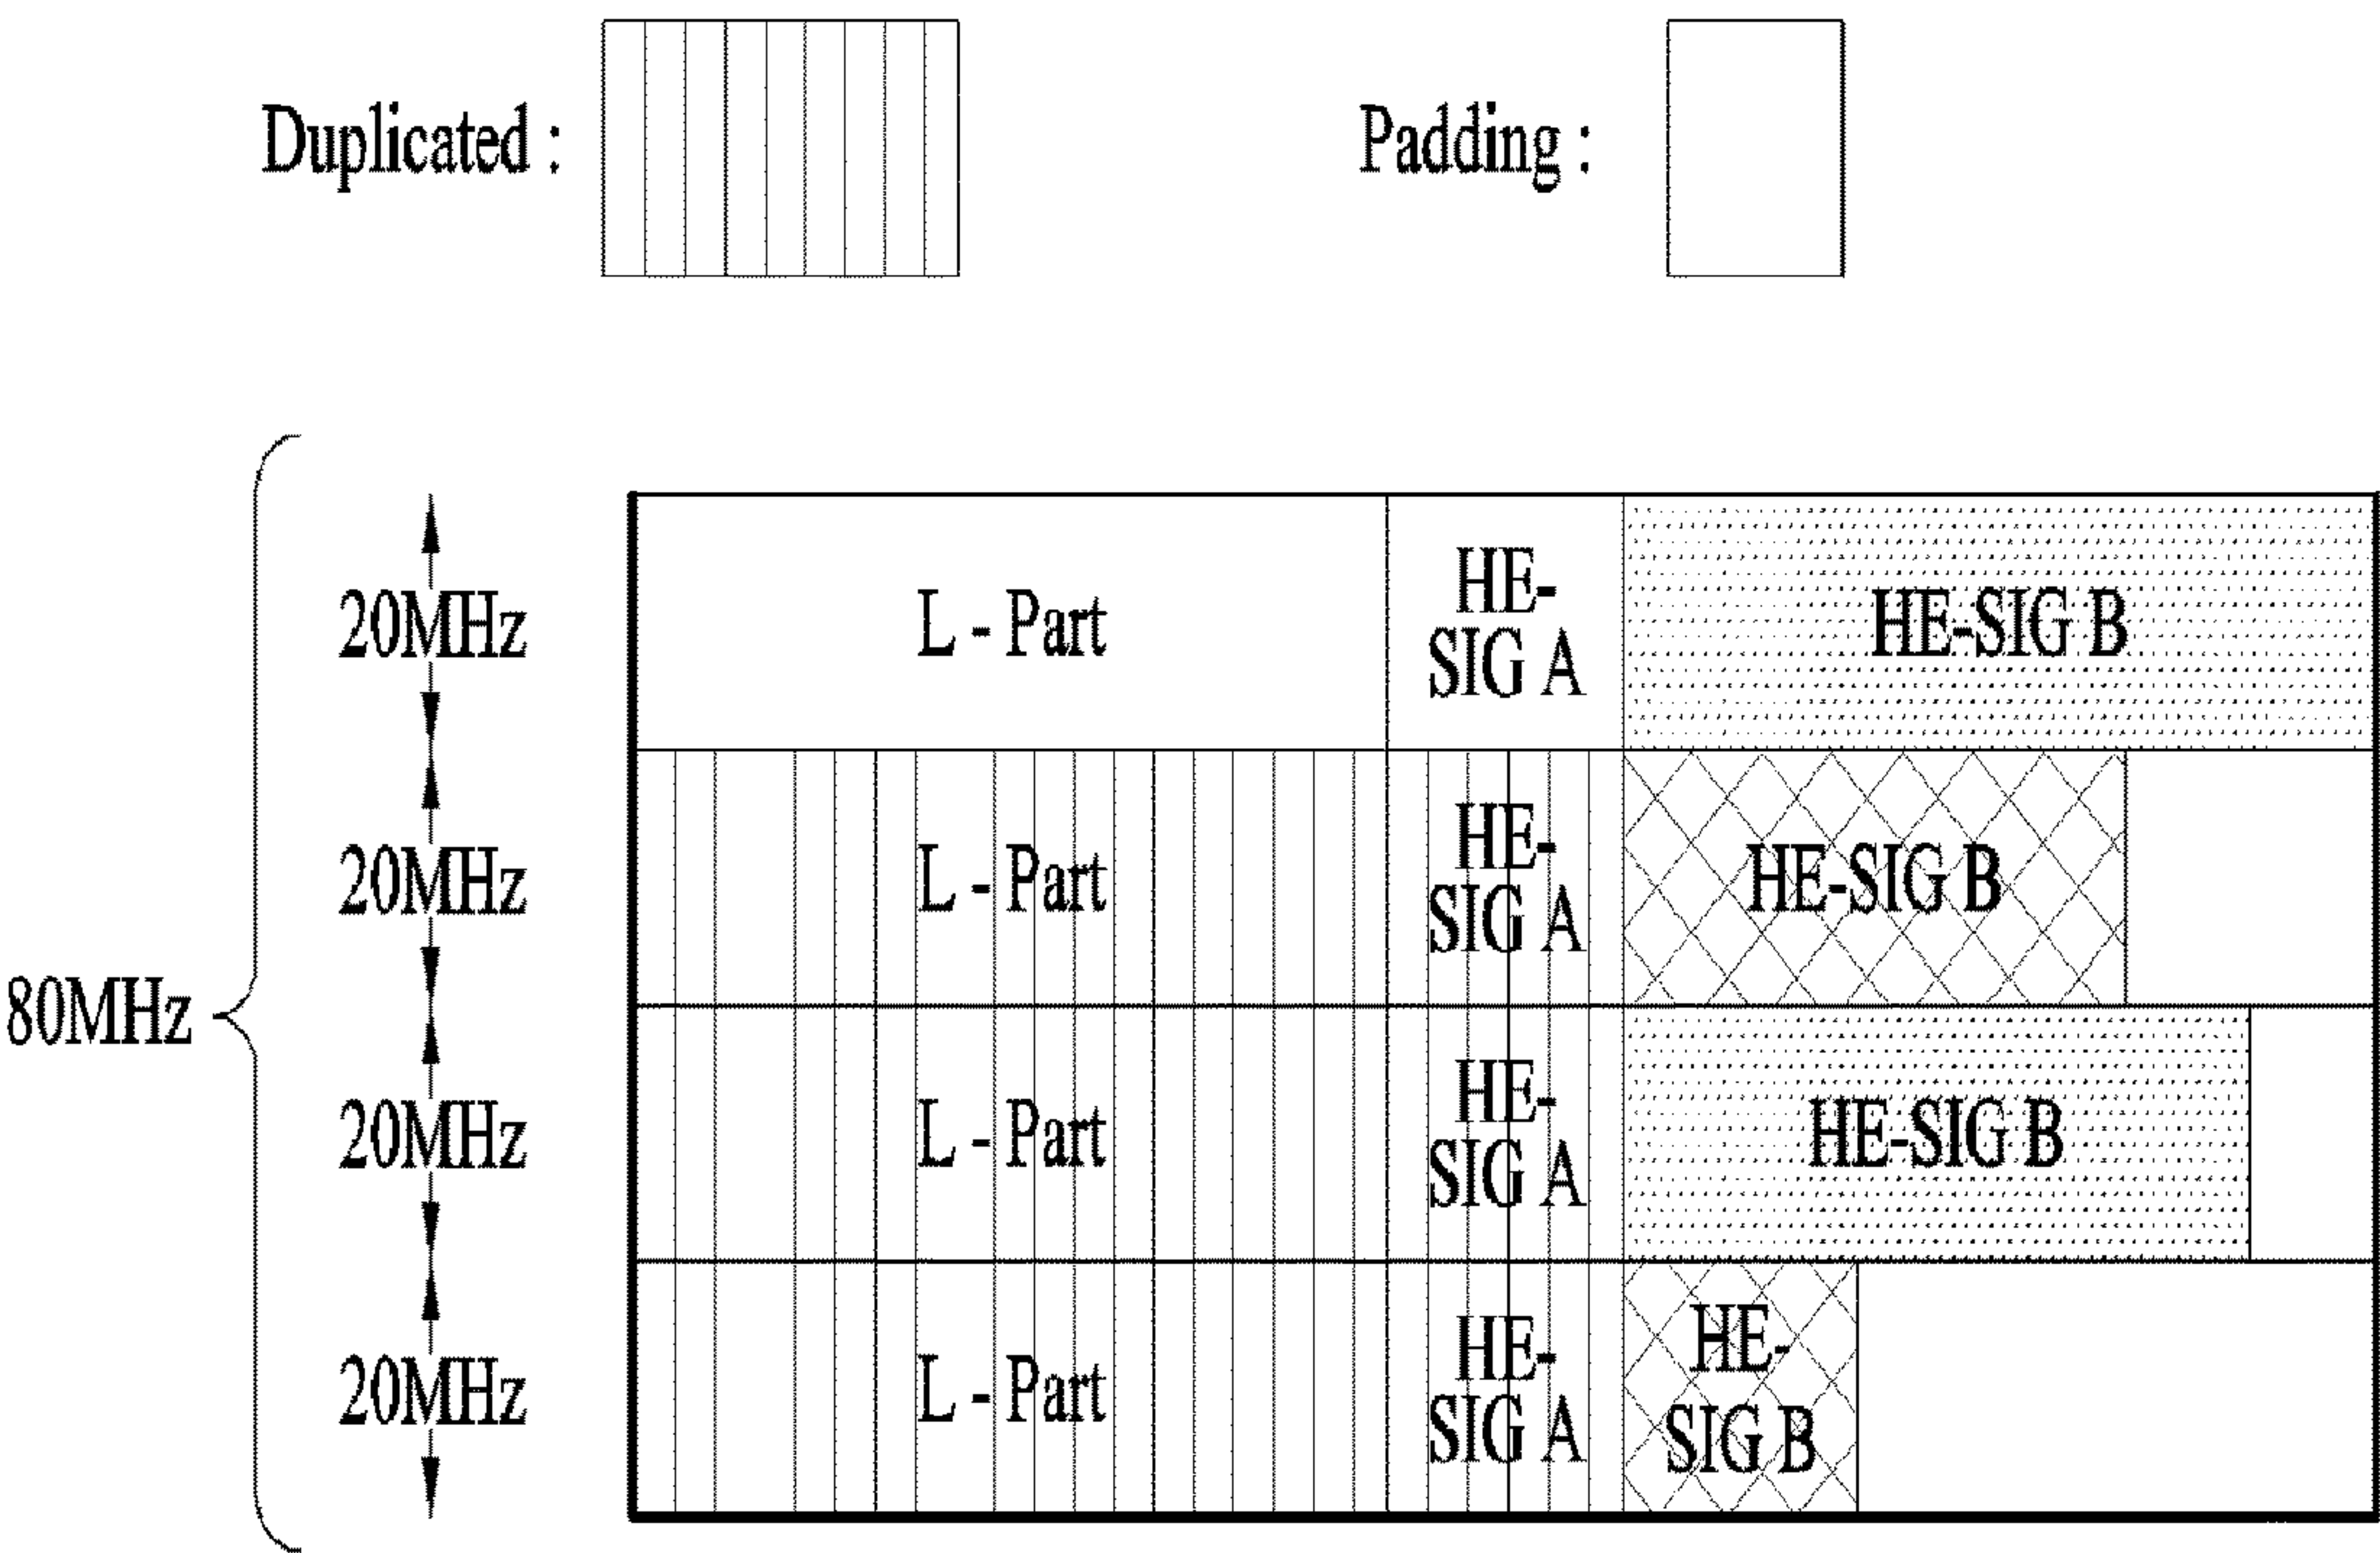 Duplicated :
Padding :
80MHz
20MHz
L - Part
HE-
SIG A
HE-SIG B
20MHz
L - Part
HE-
SIG A
HE-SIG B
20MHz
L - Part
HE-
SIG A
HE-SIG B
20MHz
L - Part
HE-
SIG A
HE-
SIG B